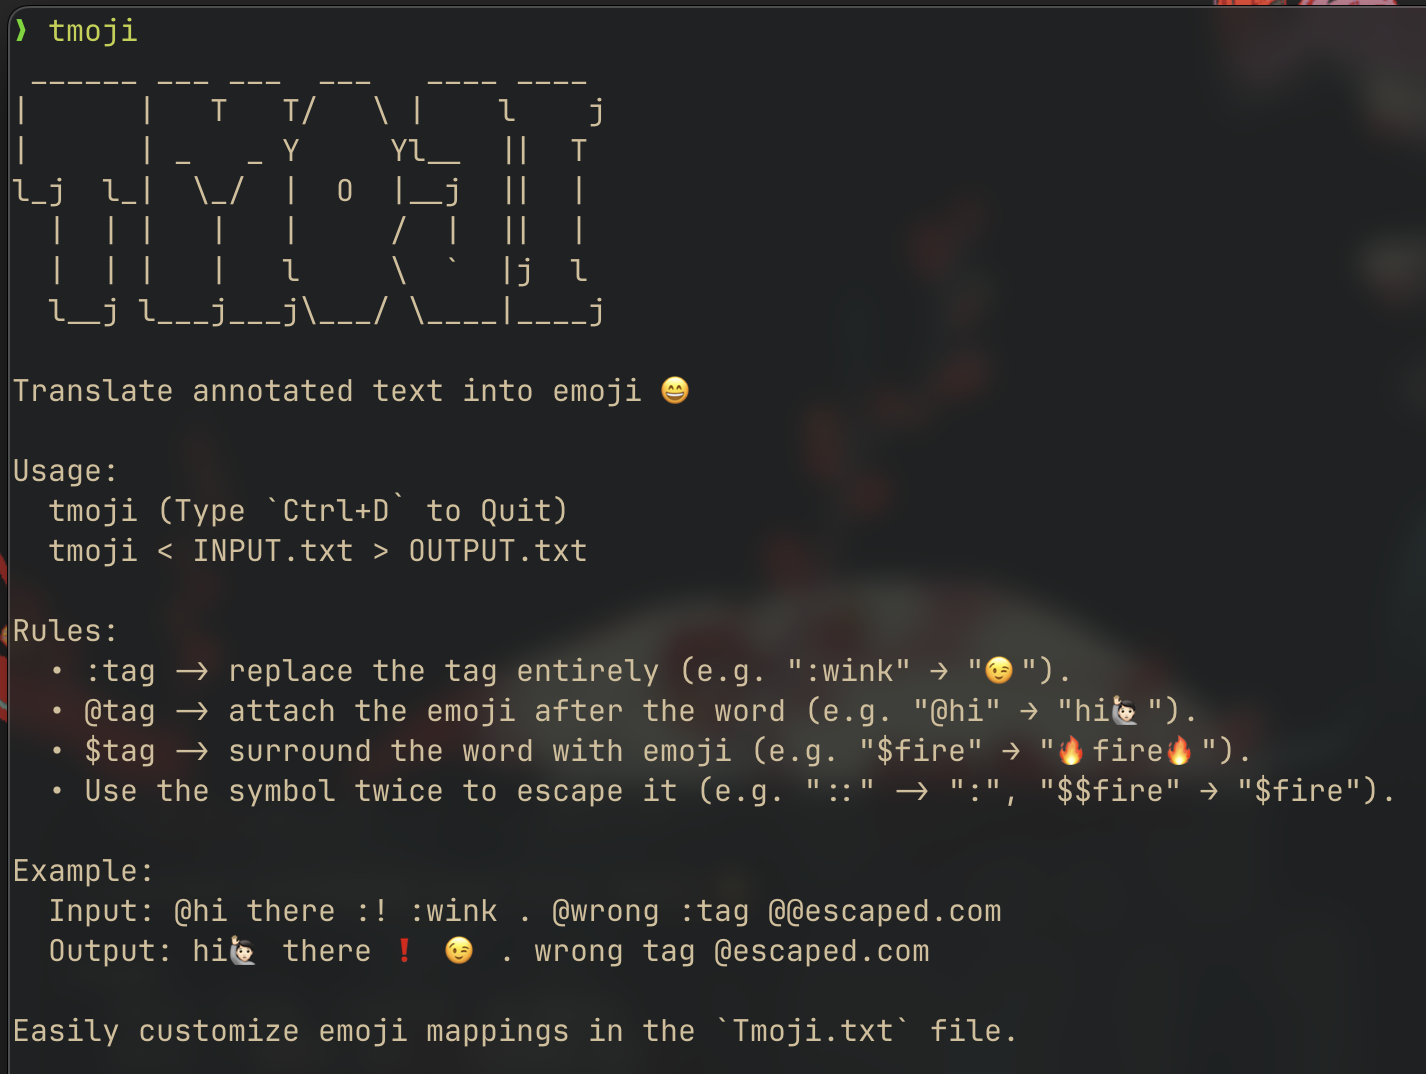 ❯ tmoji
 ______ ___ ___  ___   ____ ____
|      |   T   T/   \ |    l    j
|      | _   _ Y     Yl__  ||  T
l_j  l_|  \_/  |  O  |__j  ||  |
  |  | |   |   |     /  |  ||  |
  |  | |   |   l     \  `  |j  l
  l__j l___j___j\___/ \____|____j
Translate annotated text into emoji 😄
Usage:
  tmoji (Type `Ctrl+D` to Quit)
  tmoji < INPUT.txt > OUTPUT.txt
Rules:
  • :tag –> replace the tag entirely (e.g. ":wink" → "😉").
  • @tag –> attach the emoji after the word (e.g. "@hi" → "hi🙋🏻").
  • $tag –> surround the word with emoji (e.g. "$fire" → "🔥fire🔥").
  • Use the symbol twice to escape it (e.g. "::" –> ":", "$$fire" → "$fire").
Example:
  Input: @hi there :! :wink . @wrong :tag @@escaped.com
  Output: hi🙋🏻 there ❗ 😉 . wrong tag @escaped.com
Easily customize emoji mappings in the `Tmoji.txt` file.